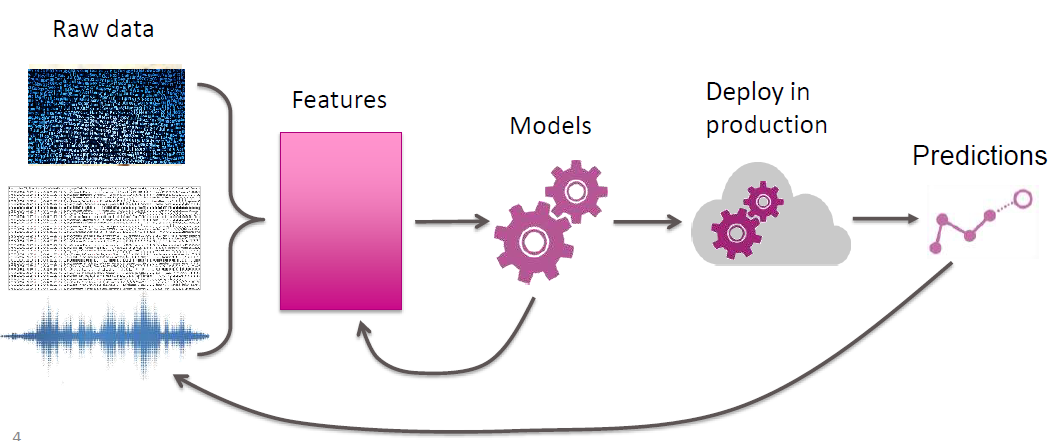 Raw data
Features
Models
Deploy in
production
Predictions
4